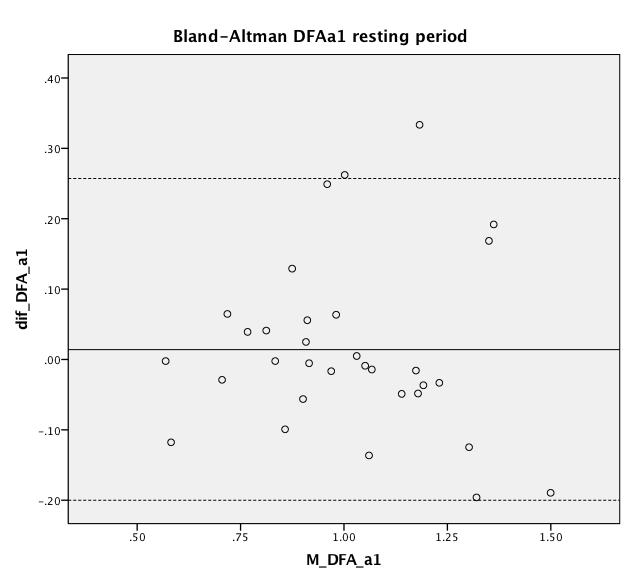 Bland-Altman DFAa1 resting period
dif_DFA_a1
.40
.30
.20
.10
.00
-.10
-.20
.50 .75 1.00 1.25 1.50
M_DFA_a1